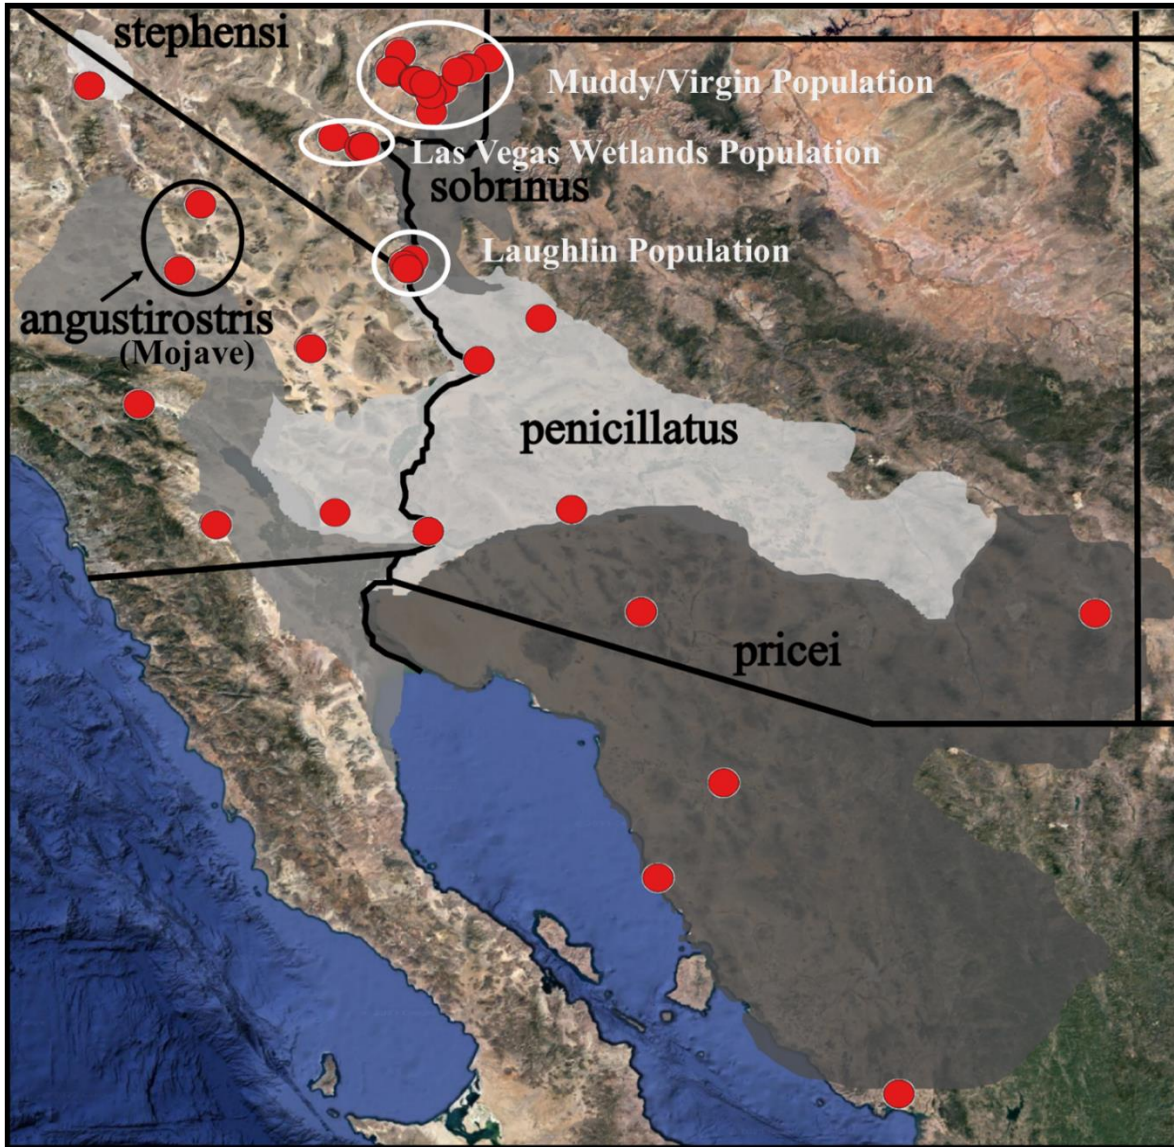 stephensi
Muddy/Virgin Population
Las Vegas Wetlands Population
sobrinus
Laughlin Population
angustirostris
(Mojave)
penicillatus
pricei